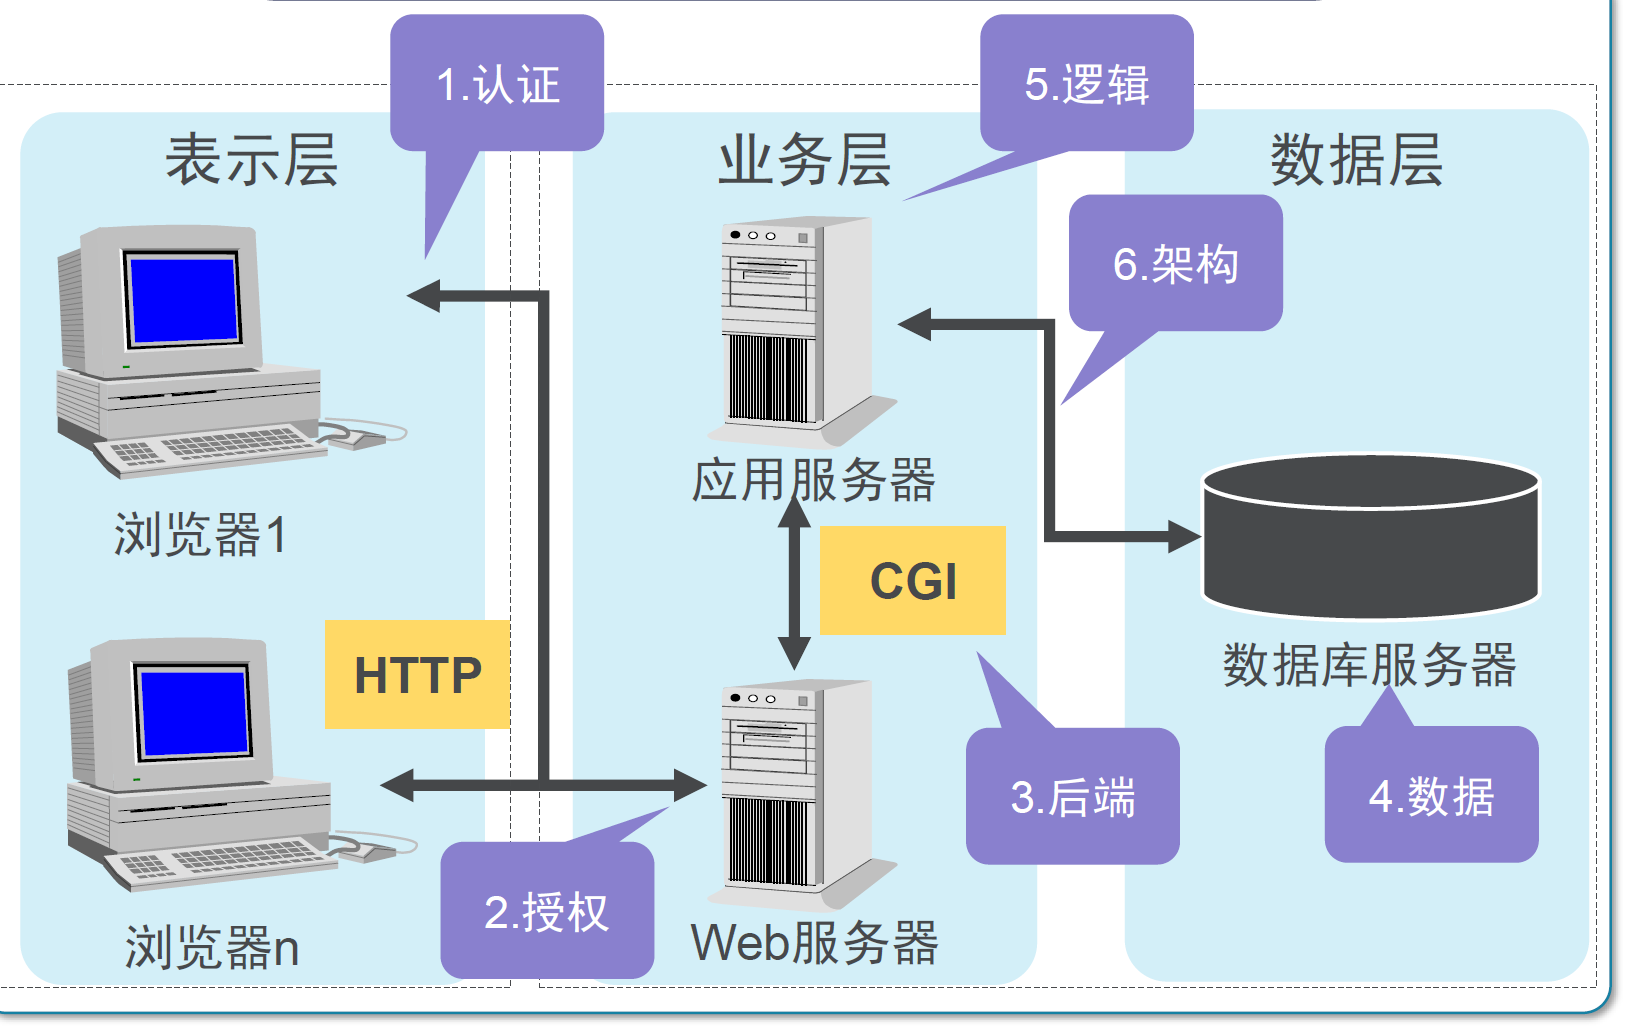 1.认证
5.逻辑
表示层
业务层
数据层
6.架构
应用服务器
浏览器1
CGI
HTTP
数据库服务器
3.后端
4.数据
2.授权
Web服务器
浏览器n